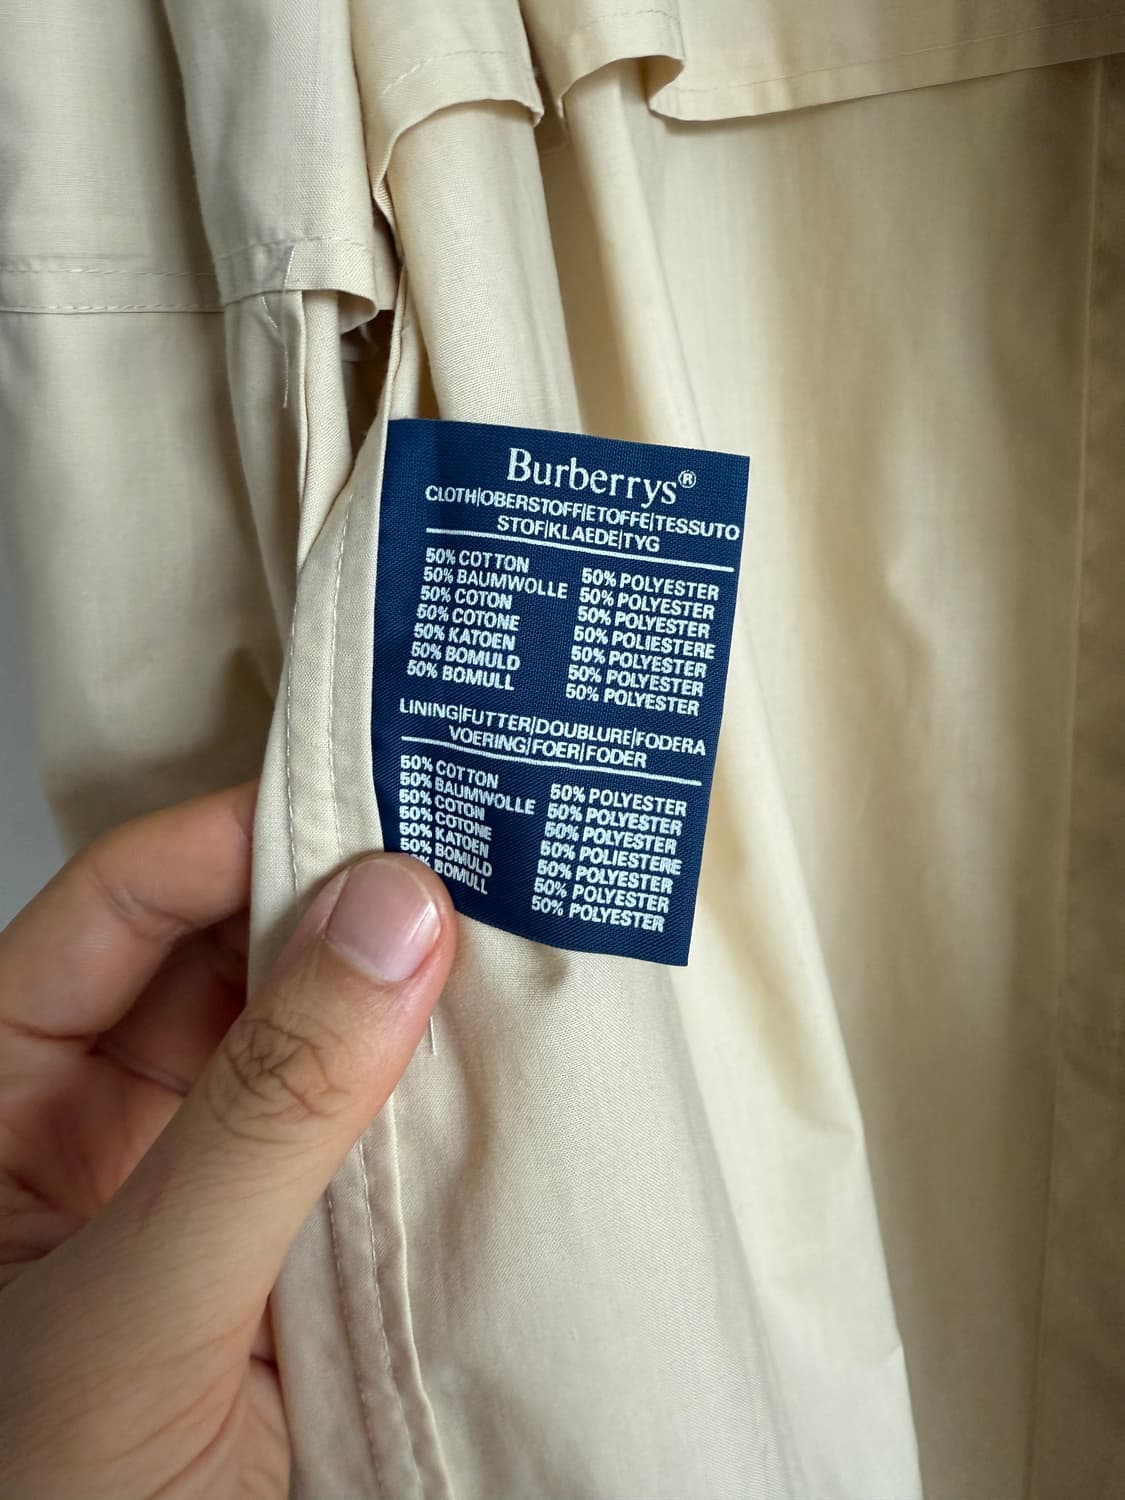 Burberrys®
CLOTH|OBERSTOFF|ETOFFE|TESSUTO
STOF|KLAEDE|TYG
50% COTTON 50% POLYESTER
50% BAUMWOLLE 50% POLYESTER
50% COTON 50% POLYESTER
50% COTONE 50% POLIESTERE
50% KATOEN 50% POLYESTER
50% BOMULD 50% POLYESTER
50% BOMULL 50% POLYESTER
LINING|FUTTER|DOUBLURE|FODERA
VOERING|FOER|FODER
50% COTTON 50% POLYESTER
50% BAUMWOLLE 50% POLYESTER
50% COTON 50% POLYESTER
50% COTONE 50% POLIESTERE
50% KATOEN 50% POLYESTER
50% BOMULD 50% POLYESTER
% BOMULL 50% POLYESTER